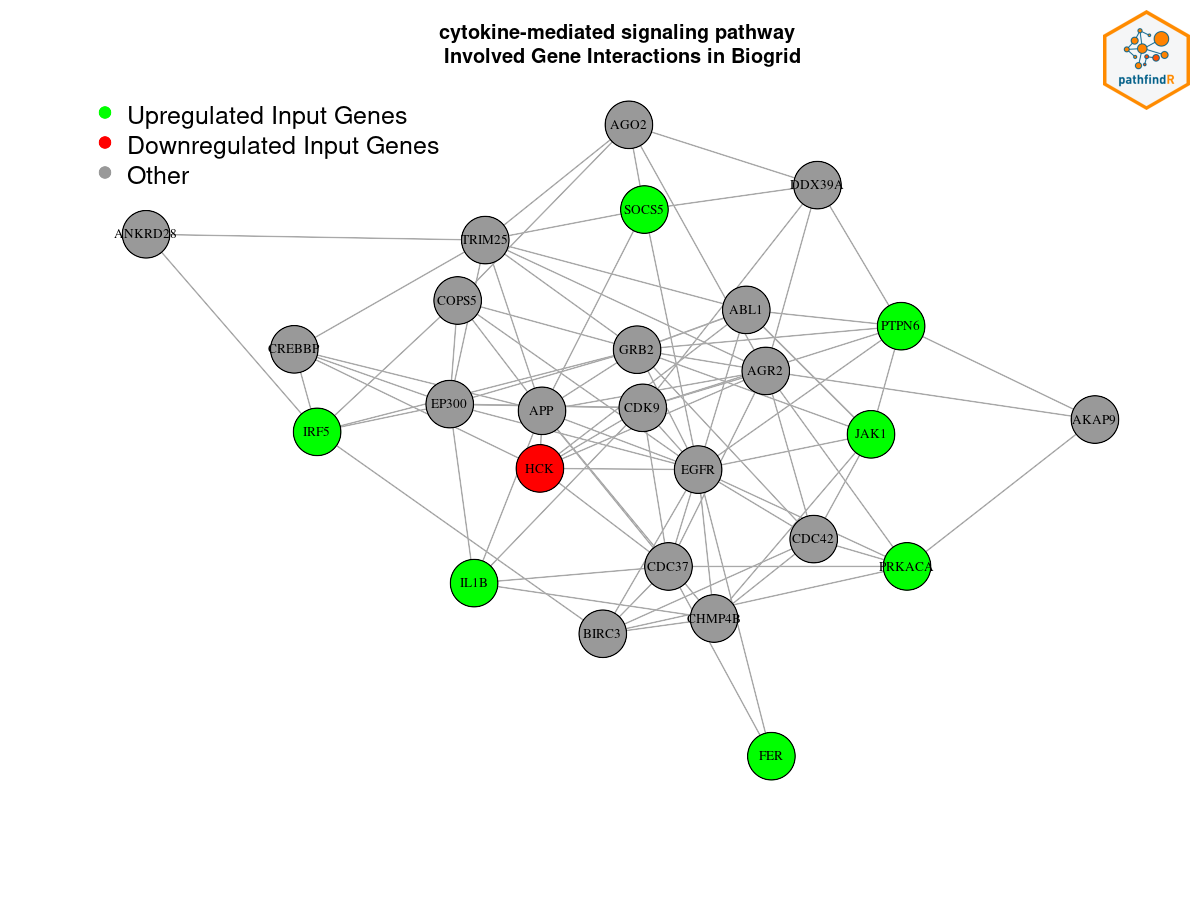 cytokine-mediated signaling pathway
Involved Gene Interactions in Biogrid
pathfindR
Upregulated Input Genes
Downregulated Input Genes
Other
AGO2
DDX39A
SOCS5
ANKRD28
TRIM25
COPS5
ABL1
PTPN6
CREBBP
GRB2
AGR2
EP300
APP
CDK9
AKAP9
IRF5
JAK1
HCK
EGFR
CDC42
CDC37
PRKACA
IL1B
CHMP4B
BIRC3
FER